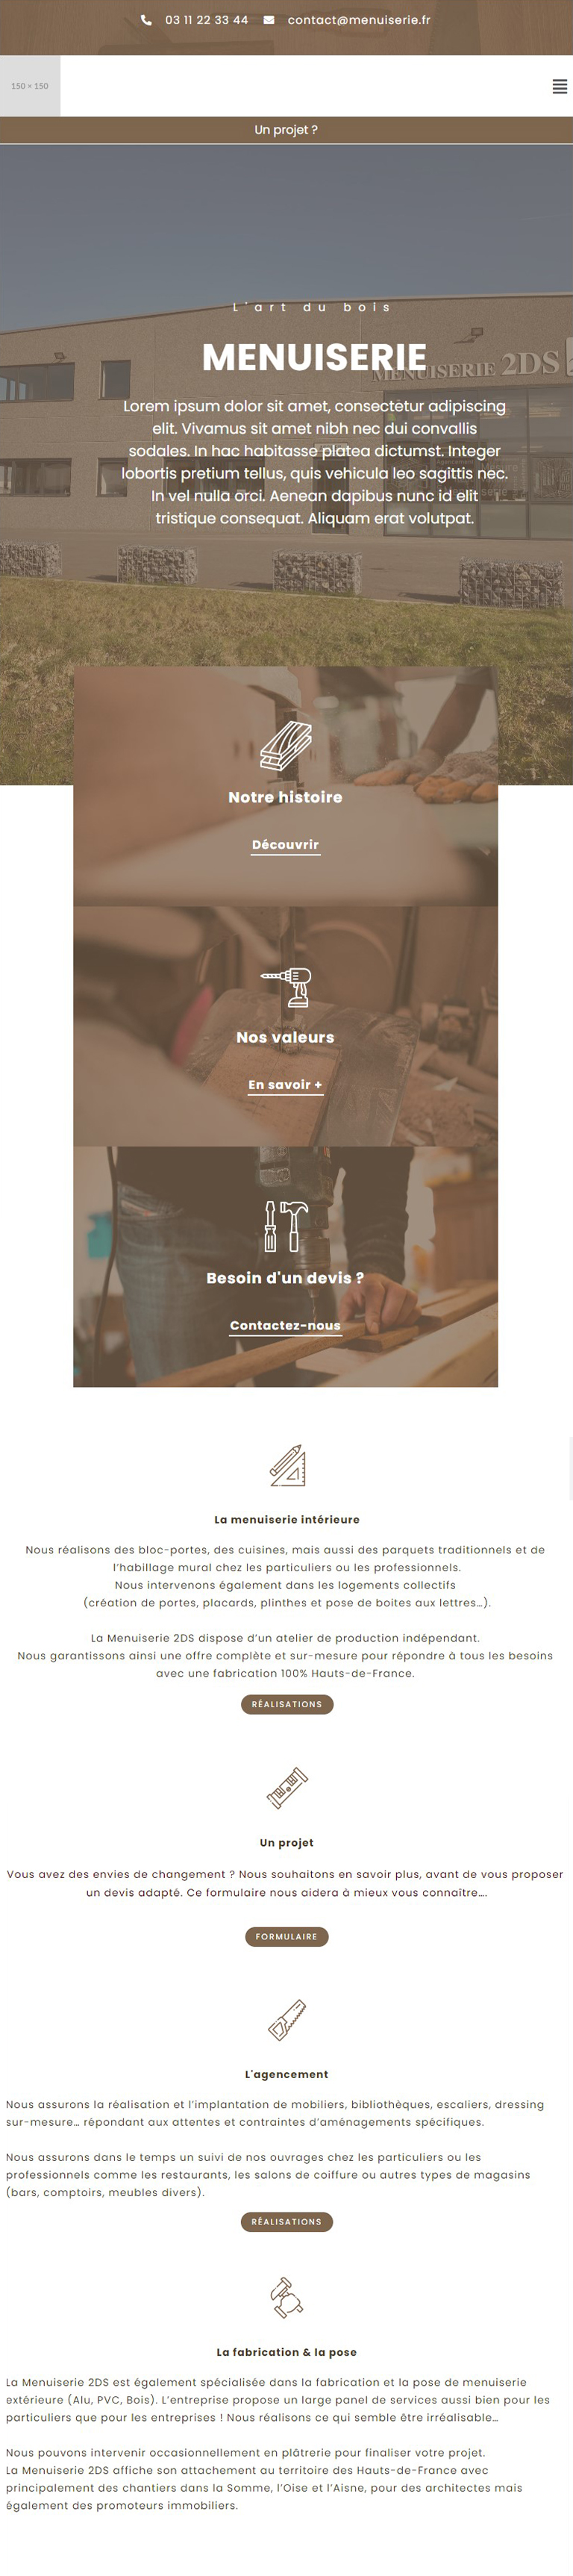 03 11 22 33 44 contact@menuiserie.fr
150 × 150
Un projet ?
L'art du bois
MENUISERIE
MENUISERIE 2DS
Lorem ipsum dolor sit amet, consectetur adipiscing
elit. Vivamus sit amet nibh nec dui convallis
sodales. In hac habitasse platea dictumst. Integer
lobortis pretium tellus, quis vehicula leo sagittis nec.
In vel nulla orci. Aenean dapibus nunc id elit
tristique consequat. Aliquam erat volutpat.
Notre histoire
Découvrir
Nos valeurs
En savoir +
Besoin d'un devis ?
Contactez-nous
La menuiserie intérieure
Nous réalisons des bloc-portes, des cuisines, mais aussi des parquets traditionnels et de
l'habillage mural chez les particuliers ou les professionnels.
Nous intervenons également dans les logements collectifs
(création de portes, placards, plinthes et pose de boites aux lettres…).
La Menuiserie 2DS dispose d'un atelier de production indépendant.
Nous garantissons ainsi une offre complète et sur-mesure pour répondre à tous les besoins
avec une fabrication 100% Hauts-de-France.
RÉALISATIONS
Un projet
Vous avez des envies de changement ? Nous souhaitons en savoir plus, avant de vous proposer
un devis adapté. Ce formulaire nous aidera à mieux vous connaître….
FORMULAIRE
L'agencement
Nous assurons la réalisation et l'implantation de mobiliers, bibliothèques, escaliers, dressing
sur-mesure… répondant aux attentes et contraintes d'aménagements spécifiques.
Nous assurons dans le temps un suivi de nos ouvrages chez les particuliers ou les
professionnels comme les restaurants, les salons de coiffure ou autres types de magasins
(bars, comptoirs, meubles divers).
RÉALISATIONS
La fabrication & la pose
La Menuiserie 2DS est également spécialisée dans la fabrication et la pose de menuiserie
extérieure (Alu, PVC, Bois). L'entreprise propose un large panel de services aussi bien pour les
particuliers que pour les entreprises ! Nous réalisons ce qui semble être irréalisable…
Nous pouvons intervenir occasionnellement en plâtrerie pour finaliser votre projet.
La Menuiserie 2DS affiche son attachement au territoire des Hauts-de-France avec
principalement des chantiers dans la Somme, l'Oise et l'Aisne, pour des architectes mais
également des promoteurs immobiliers.